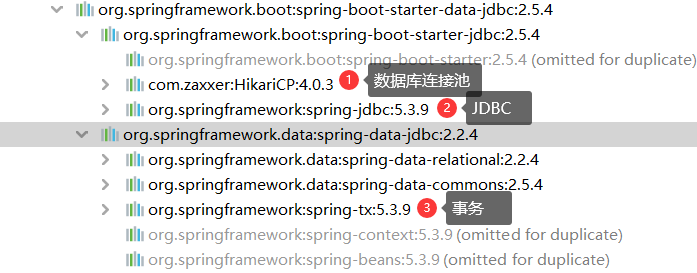 org.springframework.boot:spring-boot-starter-data-jdbc:2.5.4
org.springframework.boot:spring-boot-starter-jdbc:2.5.4
org.springframework.boot:spring-boot-starter:2.5.4 (omitted for duplicate)
com.zaxxer:HikariCP:4.0.3 1 数据库连接池
org.springframework:spring-jdbc:5.3.9 2 JDBC
org.springframework.data:spring-data-jdbc:2.2.4
org.springframework.data:spring-data-relational:2.2.4
org.springframework.data:spring-data-commons:2.5.4
org.springframework:spring-tx:5.3.9 3 事务
org.springframework:spring-context:5.3.9 (omitted for duplicate)
org.springframework:spring-beans:5.3.9 (omitted for duplicate)